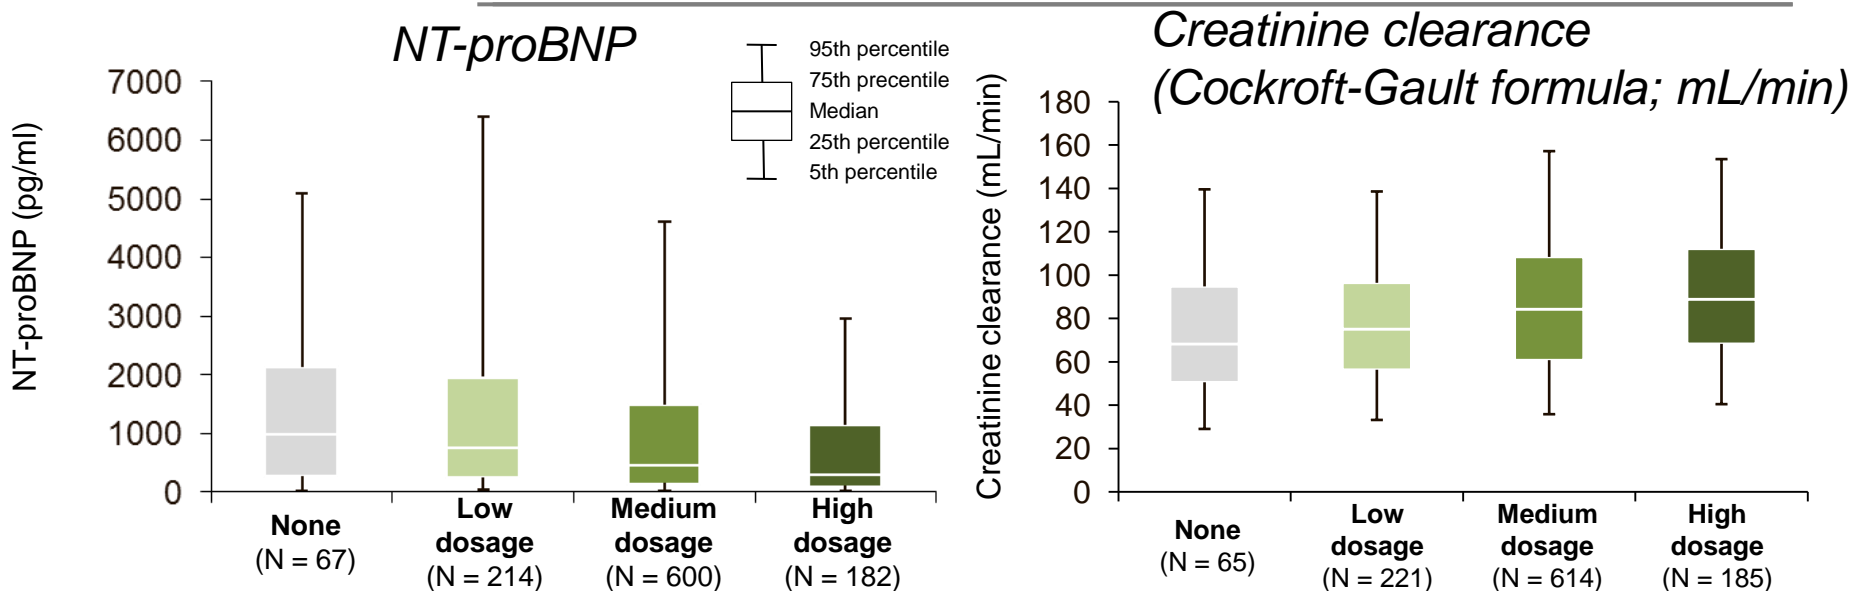 NT-proBNP
95th percentile
75th precentile
Median
25th percentile
5th percentile
NT-proBNP (pg/ml)
7000
6000
5000
4000
3000
2000
1000
0
None
(N = 67)
Low
dosage
(N = 214)
Medium
dosage
(N = 600)
High
dosage
(N = 182)
Creatinine clearance
(Cockroft-Gault formula; mL/min)
Creatinine clearance (mL/min)
180
160
140
120
100
80
60
40
20
0
None
(N = 65)
Low
dosage
(N = 221)
Medium
dosage
(N = 614)
High
dosage
(N = 185)